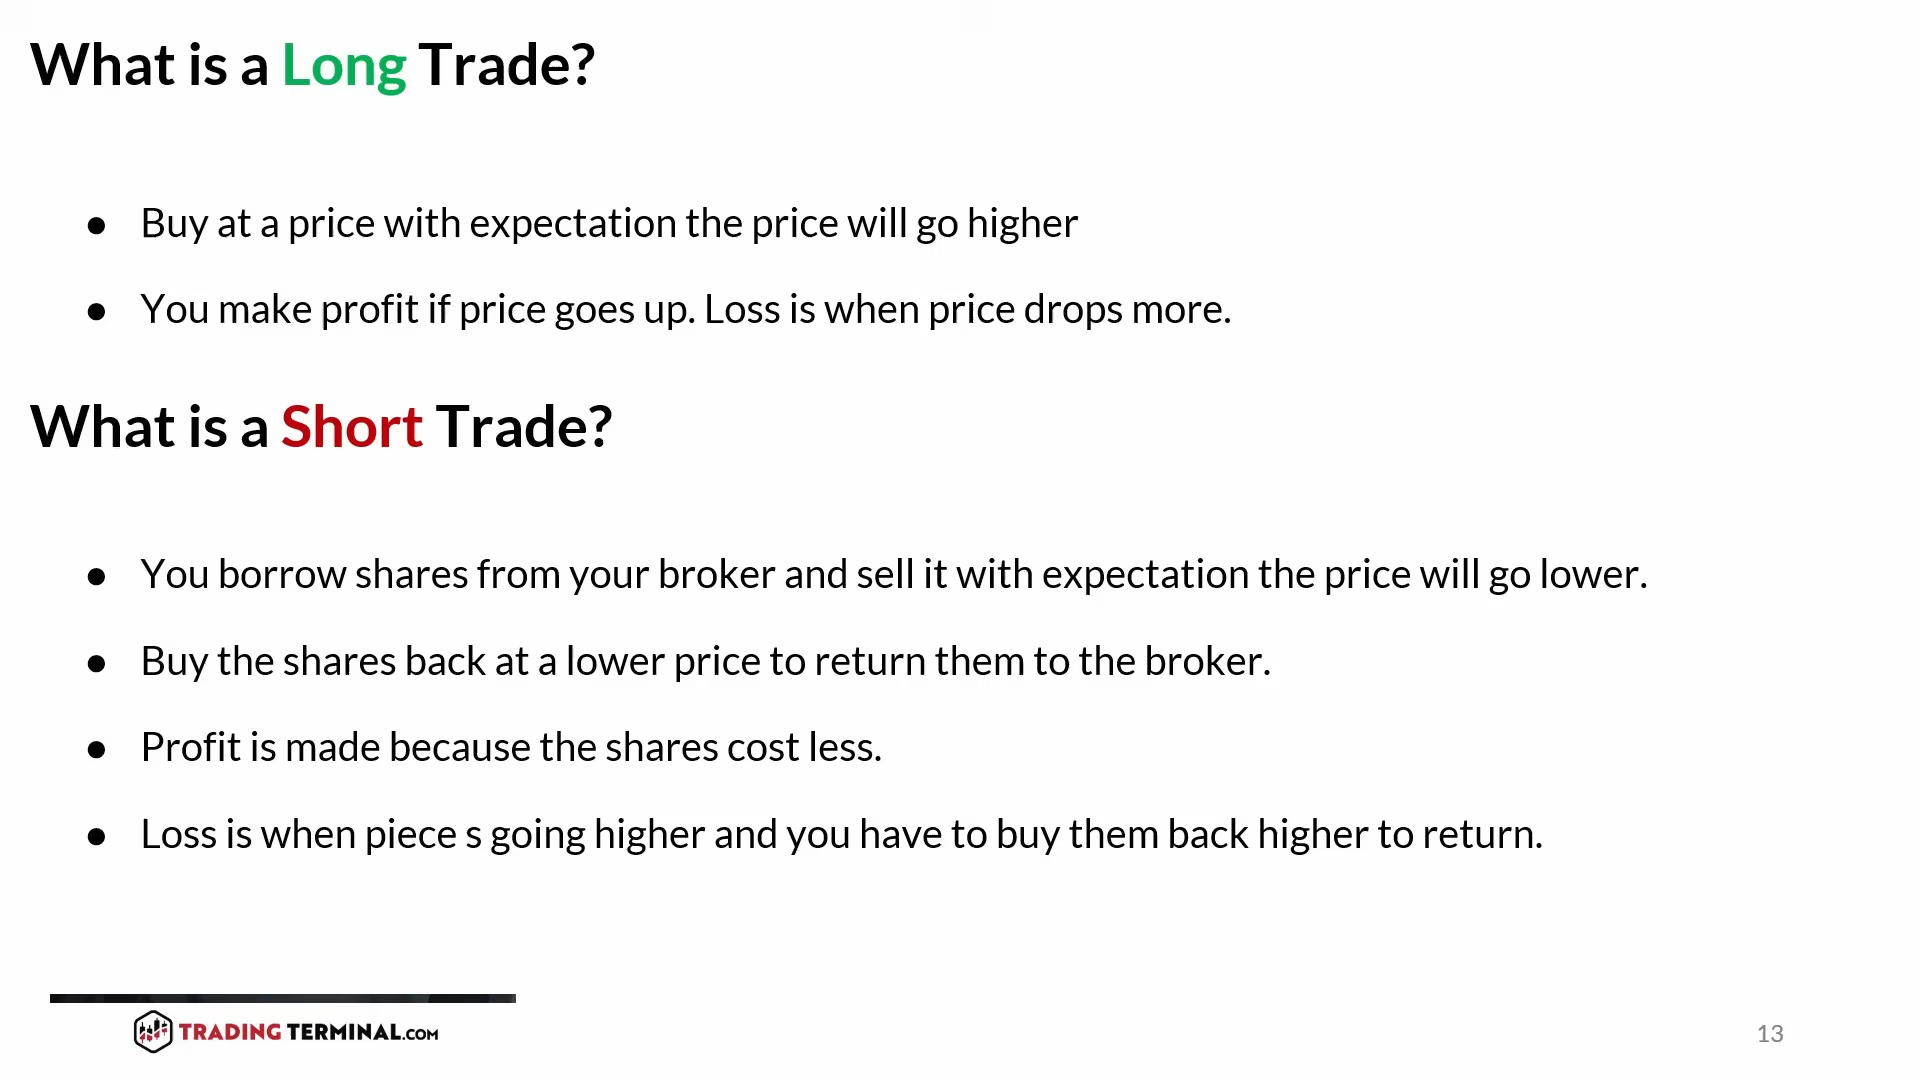 What is a Long Trade?
● Buy at a price with expectation the price will go higher
● You make profit if price goes up. Loss is when price drops more.
What is a Short Trade?
● You borrow shares from your broker and sell it with expectation the price will go lower.
● Buy the shares back at a lower price to return them to the broker.
● Profit is made because the shares cost less.
● Loss is when piece s going higher and you have to buy them back higher to return.
TRADING TERMINAL.COM
13